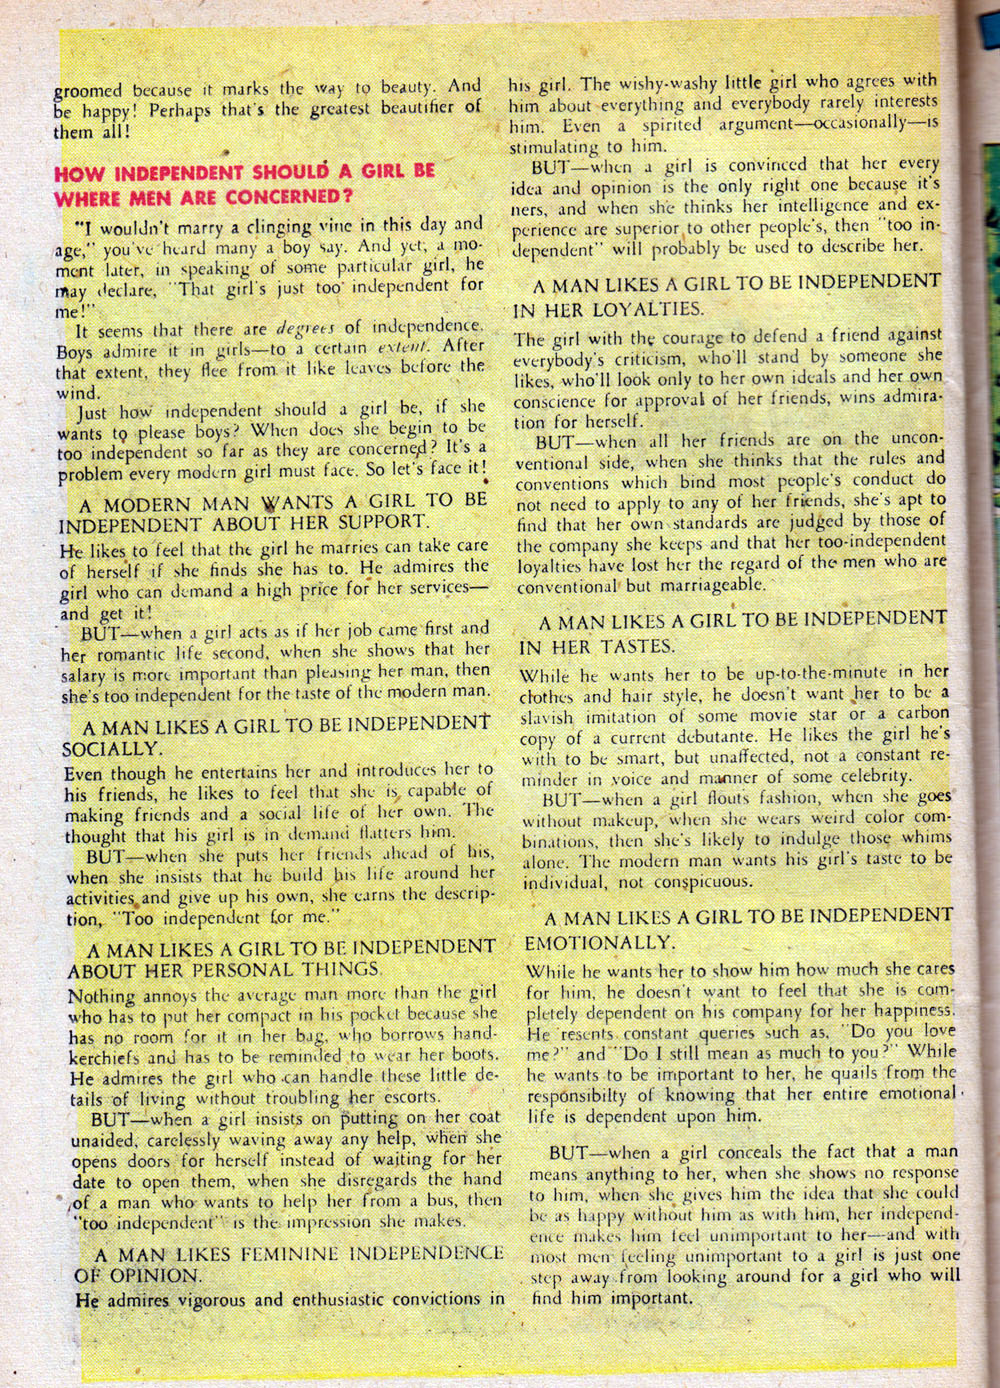 groomed because it marks the way to beauty. And
be happy! Perhaps that's the greatest beautifier of
them all!
HOW INDEPENDENT SHOULD A GIRL BE
WHERE MEN ARE CONCERNED?
"I wouldn't marry a clinging vine in this day and
age," you've heard many a boy say. And yet, a mo-
ment later, in speaking of some particular girl, he
may declare, "That girl's just too independent for
me!"
It seems that there are degrees of independence.
Boys admire it in girls—to a certain extent. After
that extent, they flee from it like leaves before the
wind.
Just how independent should a girl be, if she
wants to please boys? When does she begin to be
too independent so far as they are concerned? It's a
problem every modern girl must face. So let's face it!
A MODERN MAN WANTS A GIRL TO BE
INDEPENDENT ABOUT HER SUPPORT.
He likes to feel that the girl he marries can take care
of herself if she finds she has to. He admires the
girl who can demand a high price for her services—
and get it!
BUT—when a girl acts as if her job came first and
her romantic life second, when she shows that her
salary is more important than pleasing her man, then
she's too independent for the taste of the modern man.
A MAN LIKES A GIRL TO BE INDEPENDENT
SOCIALLY.
Even though he entertains her and introduces her to
his friends, he likes to feel that she is capable of
making friends and a social life of her own. The
thought that his girl is in demand flatters him.
BUT—when she puts her friends ahead of his,
when she insists that he build his life around her
activities and give up his own, she earns the descrip-
tion, "Too independent for me."
A MAN LIKES A GIRL TO BE INDEPENDENT
ABOUT HER PERSONAL THINGS.
Nothing annoys the average man more than the girl
who has to put her compact in his pocket because she
has no room for it in her bag, who borrows hand-
kerchiefs and has to be reminded to wear her boots.
He admires the girl who can handle these little de-
tails of living without troubling her escorts.
BUT—when a girl insists on putting on her coat
unaided, carelessly waving away any help, when she
opens doors for herself instead of waiting for her
date to open them, when she disregards the hand
of a man who wants to help her from a bus, then
"too independent" is the impression she makes.
A MAN LIKES FEMININE INDEPENDENCE
OF OPINION.
He admires vigorous and enthusiastic convictions in
his girl. The wishy-washy little girl who agrees with
him about everything and everybody rarely interests
him. Even a spirited argument—occasionally—is
stimulating to him.
BUT—when a girl is convinced that her every
idea and opinion is the only right one because it's
hers, and when she thinks her intelligence and ex-
perience are superior to other people's, then "too in-
dependent" will probably be used to describe her.
A MAN LIKES A GIRL TO BE INDEPENDENT
IN HER LOYALTIES.
The girl with the courage to defend a friend against
everybody's criticism, who'll stand by someone she
likes, who'll look only to her own ideals and her own
conscience for approval of her friends, wins admira-
tion for herself.
BUT—when all her friends are on the uncon-
ventional side, when she thinks that the rules and
conventions which bind most people's conduct do
not need to apply to any of her friends, she's apt to
find that her own standards are judged by those of
the company she keeps and that her too-independent
loyalties have lost her the regard of the men who are
conventional but marriageable.
A MAN LIKES A GIRL TO BE INDEPENDENT
IN HER TASTES.
While he wants her to be up-to-the-minute in her
clothes and hair style, he doesn't want her to be a
slavish imitation of some movie star or a carbon
copy of a current debutante. He likes the girl he's
with to be smart, but unaffected, not a constant re-
minder in voice and manner of some celebrity.
BUT—when a girl flouts fashion, when she goes
without makeup, when she wears weird color com-
binations, then she's likely to indulge those whims
alone. The modern man wants his girl's taste to be
individual, not conspicuous.
A MAN LIKES A GIRL TO BE INDEPENDENT
EMOTIONALLY.
While he wants her to show him how much she cares
for him, he doesn't want to feel that she is com-
pletely dependent on his company for her happiness.
He resents constant queries such as, "Do you love
me?" and "Do I still mean as much to you?" While
he wants to be important to her, he quails from the
responsibilty of knowing that her entire emotional
life is dependent upon him.
BUT—when a girl conceals the fact that a man
means anything to her, when she shows no response
to him, when she gives him the idea that she could
be as happy without him as with him, her independ-
ence makes him feel unimportant to her—and with
most men feeling unimportant to a girl is just one
step away from looking around for a girl who will
find him important.